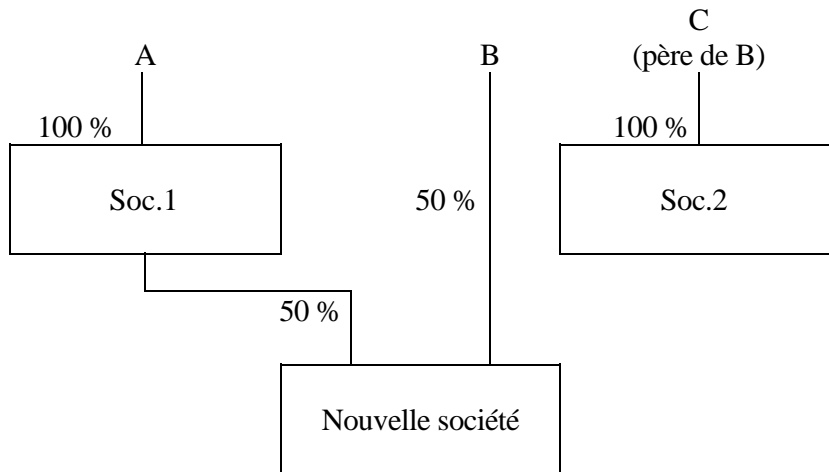 C
A
B
(père de B)
100 %
100 %
Soc.1
50 %
Soc.2
50 %
Nouvelle société